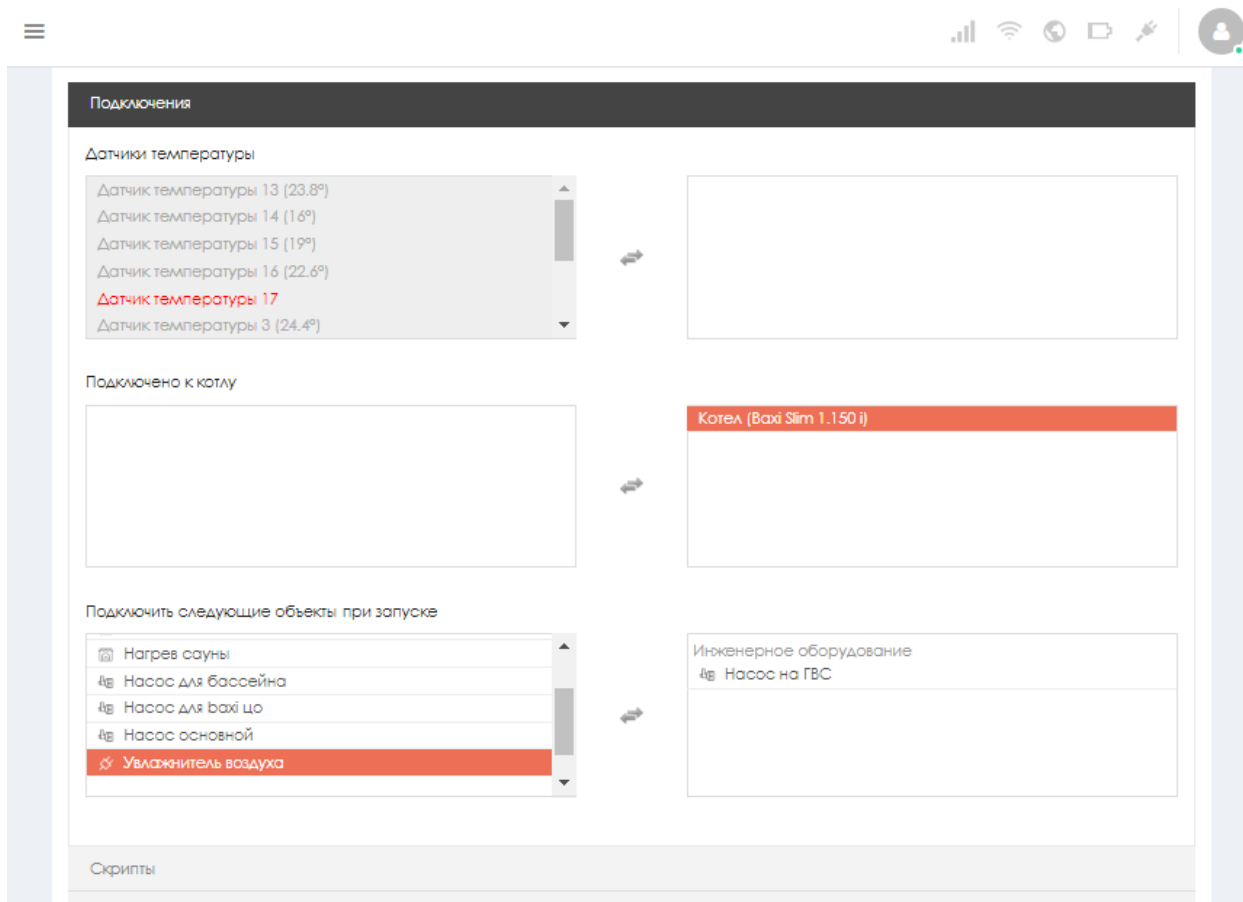 Подключения
Датчики температуры
Датчик температуры 13 (23.8°)
Датчик температуры 14 (16°)
Датчик температуры 15 (19°)
Датчик температуры 16 (22.6°)
Датчик температуры 17
Датчик температуры 3 (24.4°)
Подключено к котлу
Котел (Baxi Slim 1.150 i)
Подключить следующие объекты при запуске
Нагрев сауны
Насос для бассейна
Насос для baxi цо
Насос основной
Увлажнитель воздуха
Инженерное оборудование
Насос на ГВС
Скрипты